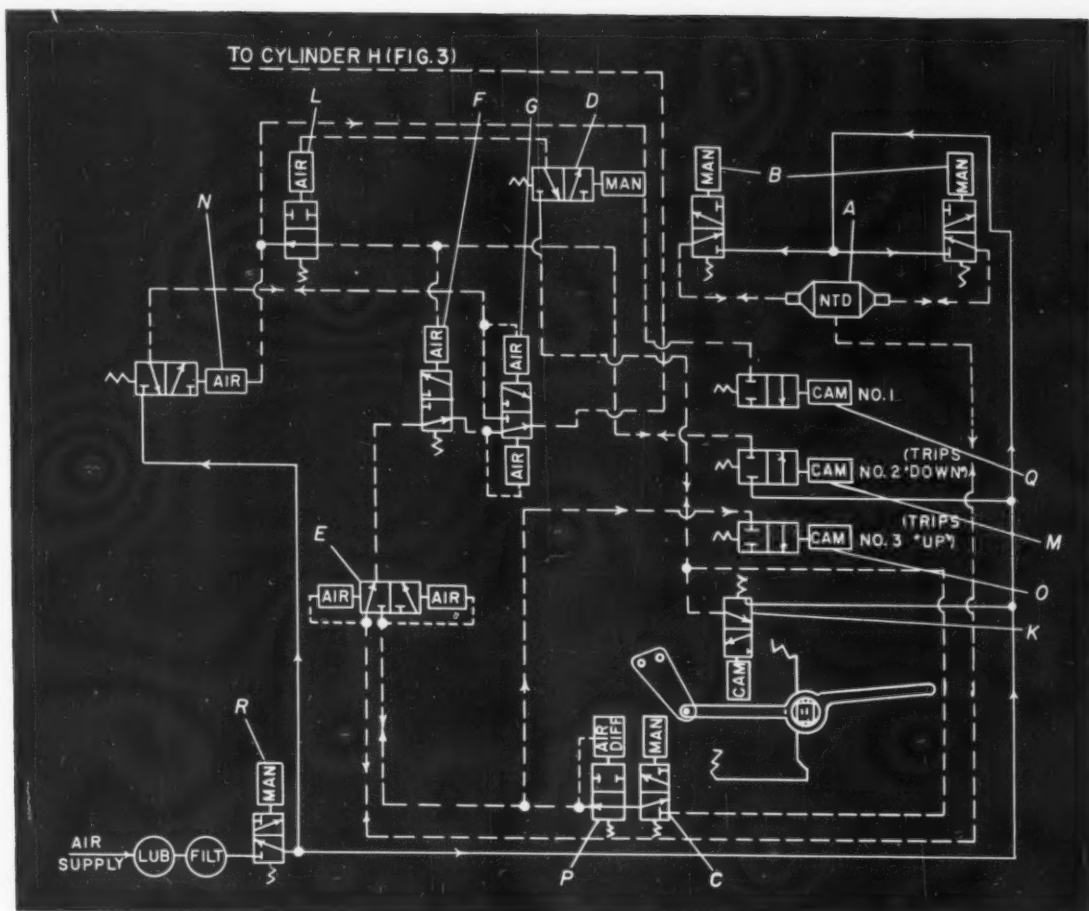 TO CYLINDER H (FIG. 3)
L
F
G
D
B
A
N
AIR
MAN
MAN
MAN
NTD
AIR
AIR
AIR
AIR
CAM NO. 1
(TRIPS
CAM NO. 2 "DOWN")
Q
(TRIPS
CAM NO. 3 "UP")
M
E
O
AIR
AIR
K
CAM
R
AIR
DIFF
MAN
MAN
AIR
SUPPLY
LUB
FILT
P
C